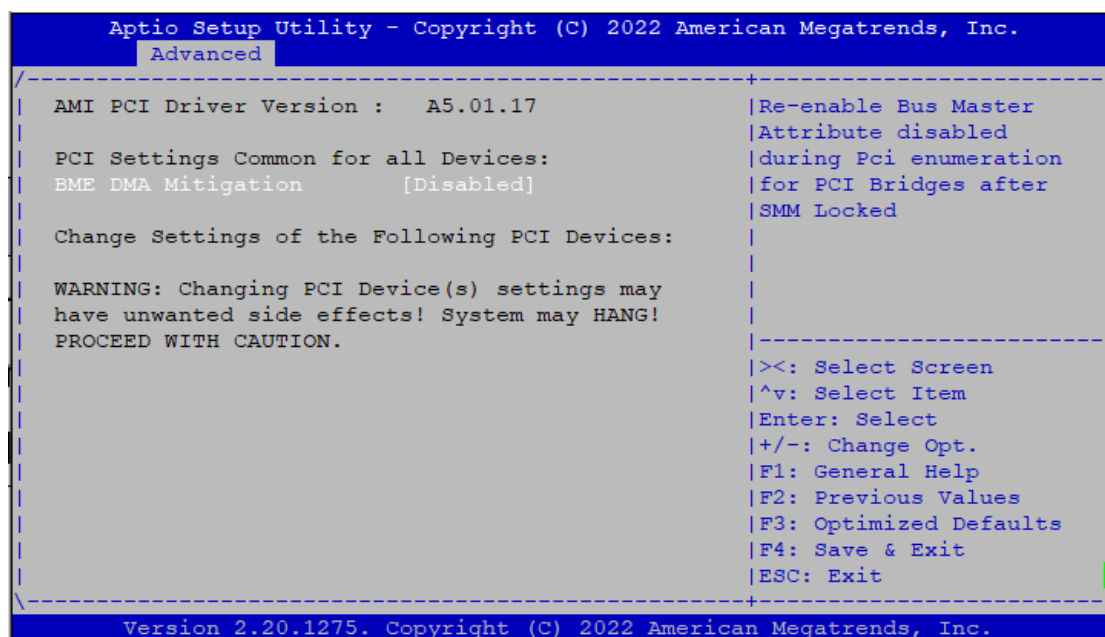 Aptio Setup Utility - Copyright (C) 2022 American Megatrends, Inc.
Advanced
AMI PCI Driver Version :   A5.01.17
PCI Settings Common for all Devices:
BME DMA Mitigation         [Disabled]
Change Settings of the Following PCI Devices:
WARNING: Changing PCI Device(s) settings may
have unwanted side effects! System may HANG!
PROCEED WITH CAUTION.
Re-enable Bus Master
Attribute disabled
during Pci enumeration
for PCI Bridges after
SMM Locked
><: Select Screen
^v: Select Item
Enter: Select
+/-: Change Opt.
F1: General Help
F2: Previous Values
F3: Optimized Defaults
F4: Save & Exit
ESC: Exit
Version 2.20.1275. Copyright (C) 2022 American Megatrends, Inc.